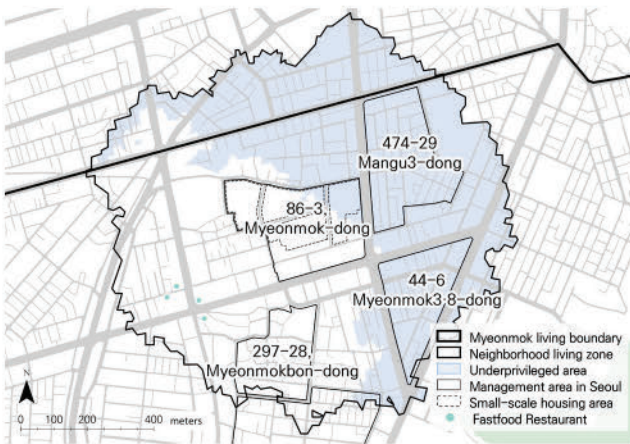 474-29
Mangu3-dong
86-3,
Myeonmok-dong
44-6
Myeonmok3·8-dong
297-28,
Myeonmokbon-dong
N
0 100 200 400 meters
Myeonmok living boundary
Neighborhood living zone
Underprivileged area
Management area in Seoul
Small-scale housing area
Fastfood Restaurant